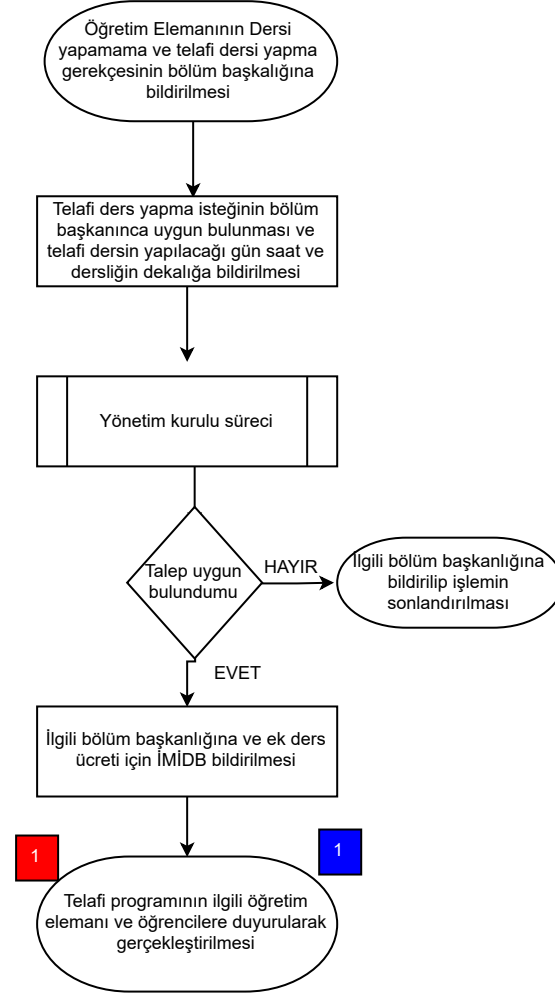 Öğretim Elemanının Dersi
yapamama ve telafi dersi yapma
gerekçesinin bölüm başkalığına
bildirilmesi
Telafi ders yapma isteğinin bölüm
başkanınca uygun bulunması ve
telafi dersin yapılacağı gün saat ve
dersliğin dekalığa bildirilmesi
Yönetim kurulu süreci
Talep uygun
bulundumu
HAYIR
İlgili bölüm başkanlığına
bildirilip işlemin
sonlandırılması
EVET
İlgili bölüm başkanlığına ve ek ders
ücreti için İMİDB bildirilmesi
1
1
Telafi programının ilgili öğretim
elemanı ve öğrencilere duyurularak
gerçekleştirilmesi